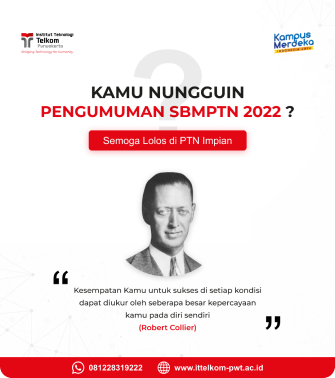 Institut Teknologi
Telkom
Purwokerto
Kampus
Merdeka
INDONESIA JAYA
?
KAMU NUNGGUIN
PENGUMUMAN SBMPTN 2022 ?
Semoga Lolos di PTN Impian
“
Kesempatan Kamu untuk sukses di setiap kondisi
dapat diukur oleh seberapa besar kepercayaan
kamu pada diri sendiri
(Robert Collier)
”
081228319222
www.ittelkom-pwt.ac.id